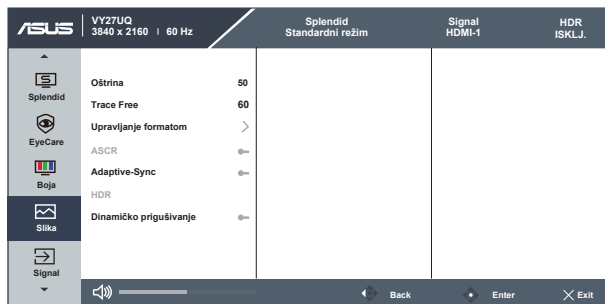 ASUS
VY27UQ
3840 x 2160 | 60 Hz
Splendid
Standardni režim
Signal
HDMI-1
HDR
ISKLJ.
Splendid
EyeCare
Boja
Slika
Signal
Oštrina 50
Trace Free 60
Upravljanje formatom
ASCR
Adaptive-Sync
HDR
Dinamičko prigušivanje
Back
Enter
Exit